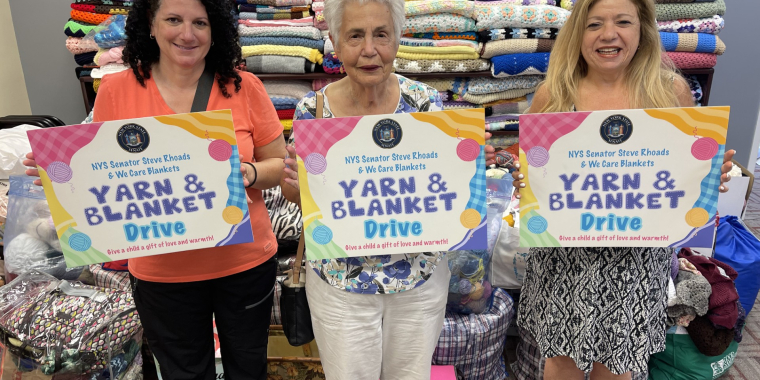 NYS Senator Steve Rhoads
& We Care Blankets
YARN &
BLANKET
Drive
Give a child a gift of love and warmth!
NYS Senator Steve Rhoads
& We Care Blankets
YARN &
BLANKET
Drive
Give a child a gift of love and warmth!
NYS Senator Steve Rhoads
& We Care Blankets
YARN &
BLANKET
Drive
Give a child a gift of love and warmth!